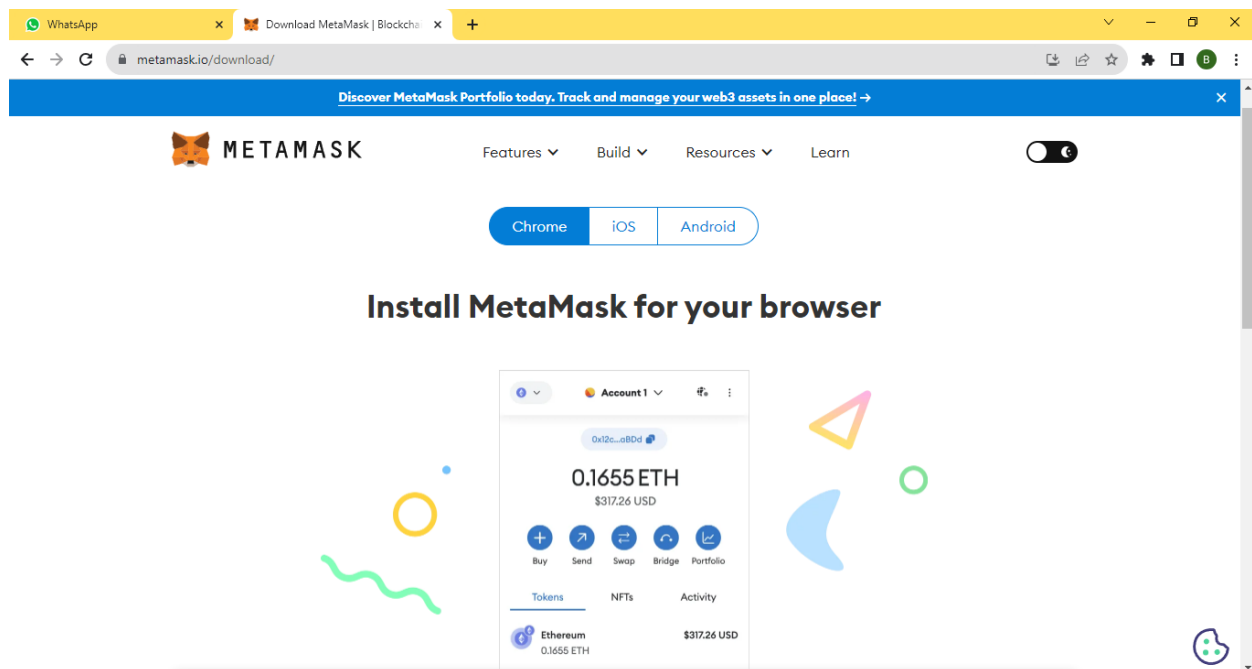 WhatsApp
Download MetaMask | Blockcha
metamask.io/download/
B
Discover MetaMask Portfolio today. Track and manage your web3 assets in one place! →
METAMASK
Features
Build
Resources
Learn
Chrome
iOS
Android
Install MetaMask for your browser
Account 1
0x12c...aBDd
0.1655 ETH
$317.26 USD
Buy
Send
Swap
Bridge
Portfolio
Tokens
NFTs
Activity
Ethereum
$317.26 USD
0.1655 ETH